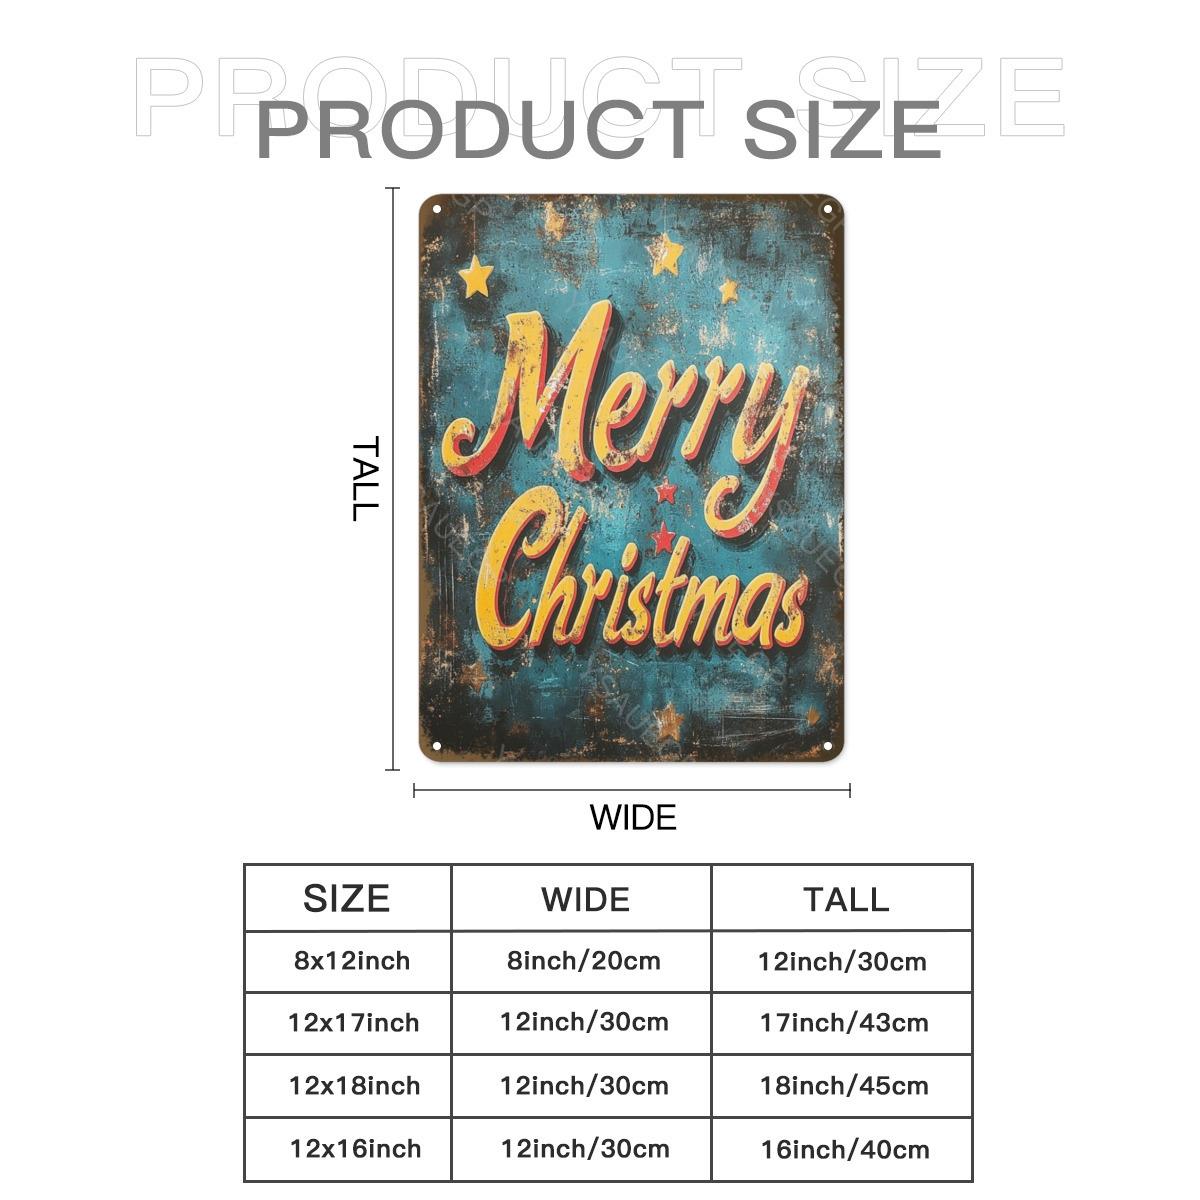 PRODUCT SIZE
PRODUCT SIZE
TALL
Merry
Christmas
WIDE
SIZE WIDE TALL
8x12inch 8inch/20cm 12inch/30cm
12x17inch 12inch/30cm 17inch/43cm
12x18inch 12inch/30cm 18inch/45cm
12x16inch 12inch/30cm 16inch/40cm